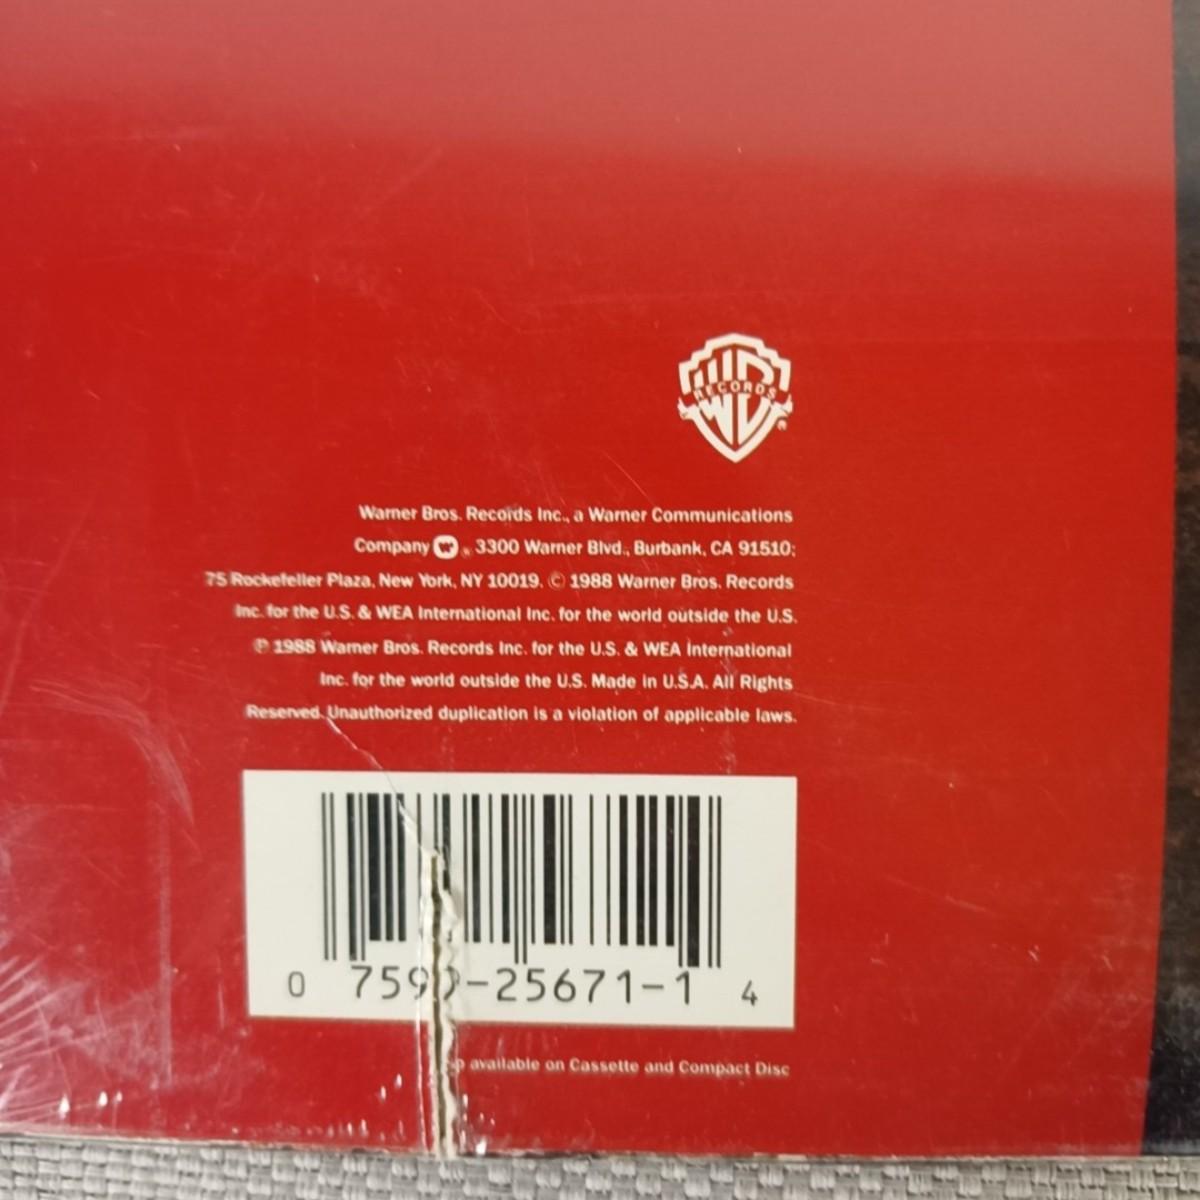 WB
RECORDS
®
Warner Bros. Records Inc., a Warner Communications
Company W ®, 3300 Warner Blvd., Burbank, CA 91510;
75 Rockefeller Plaza, New York, NY 10019. © 1988 Warner Bros. Records
Inc. for the U.S. & WEA International Inc. for the world outside the U.S.
℗ 1988 Warner Bros. Records Inc. for the U.S. & WEA International
Inc. for the world outside the U.S. Made in U.S.A. All Rights
Reserved. Unauthorized duplication is a violation of applicable laws.
0 7599-25671-1 4
available on Cassette and Compact Disc